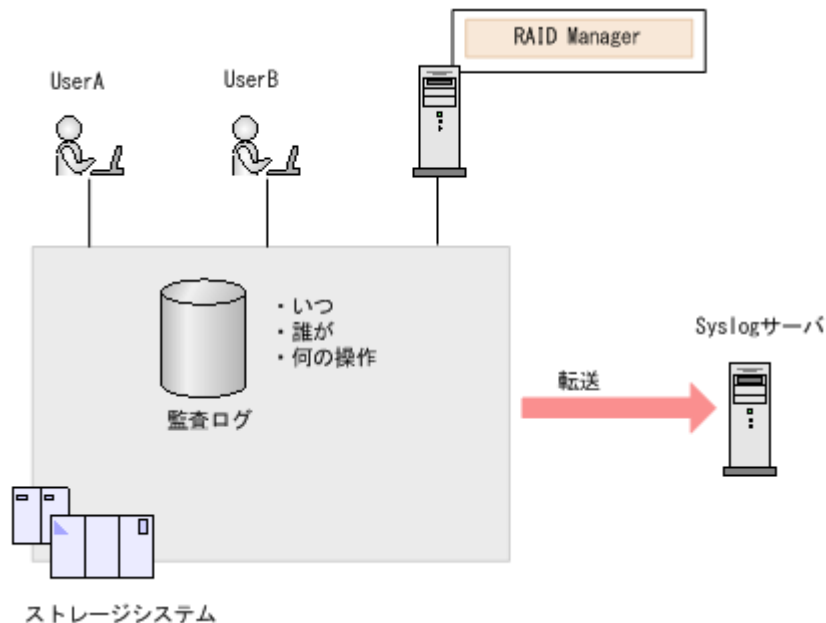 RAID Manager
UserA
UserB
・いつ
・誰が
・何の操作
監査ログ
Syslogサーバ
転送
ストレージシステム